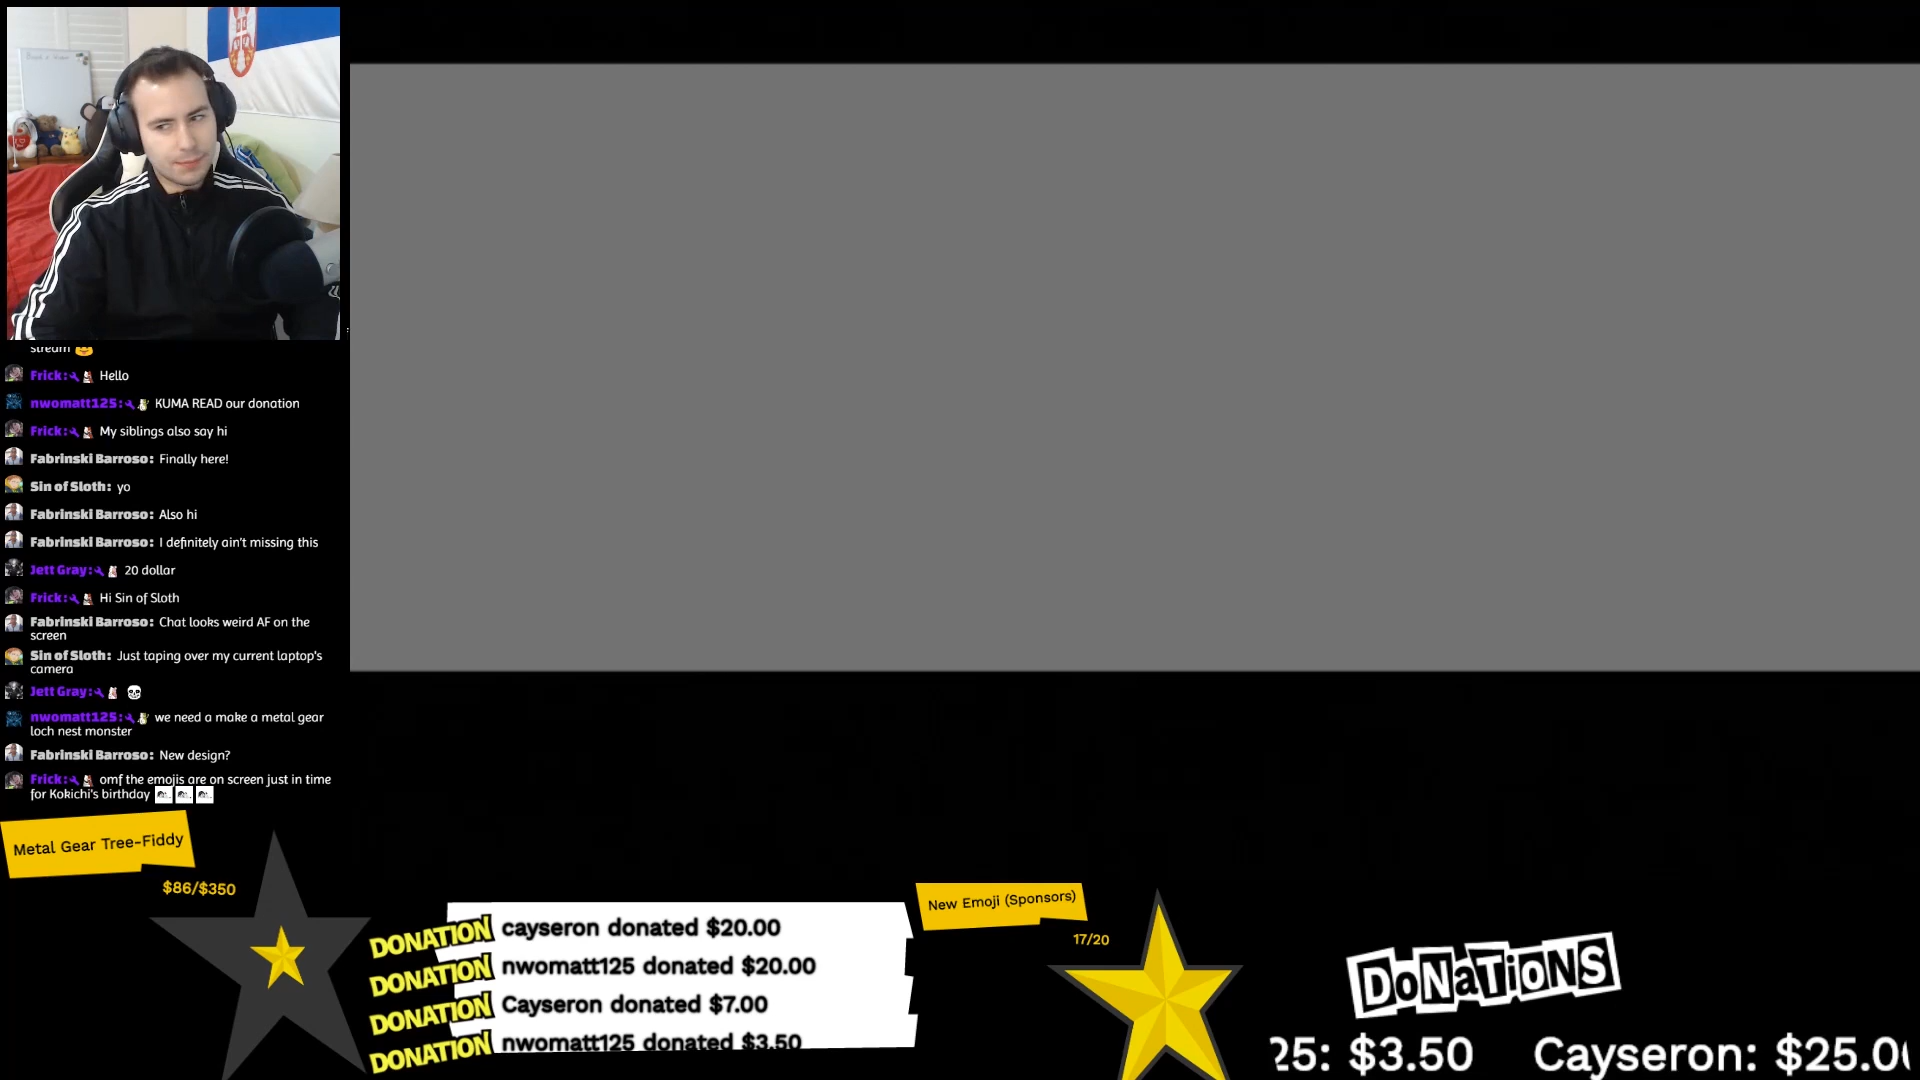 stream
Frick: Hello
nwomatt125: KUMA READ our donation
Frick: My siblings also say hi
Fabrinski Barroso: Finally here!
Sin of Sloth: yo
Fabrinski Barroso: Also hi
Fabrinski Barroso: I definitely ain't missing this
Jett Gray: 20 dollar
Frick: Hi Sin of Sloth
Fabrinski Barroso: Chat looks weird AF on the
screen
Sin of Sloth: Just taping over my current laptop's
camera
Jett Gray:
nwomatt125: we need a make a metal gear
loch nest monster
Fabrinski Barroso: New design?
Frick: omf the emojis are on screen just in time
for Kokichi's birthday
Metal Gear Tree-Fiddy
$86/$350
DONATION cayseron donated $20.00
DONATION nwomatt125 donated $20.00
DONATION Cayseron donated $7.00
DONATION nwomatt125 donated $3.50
New Emoji (Sponsors)
17/20
DoNaTiONS
25: $3.50 Cayseron: $25.0